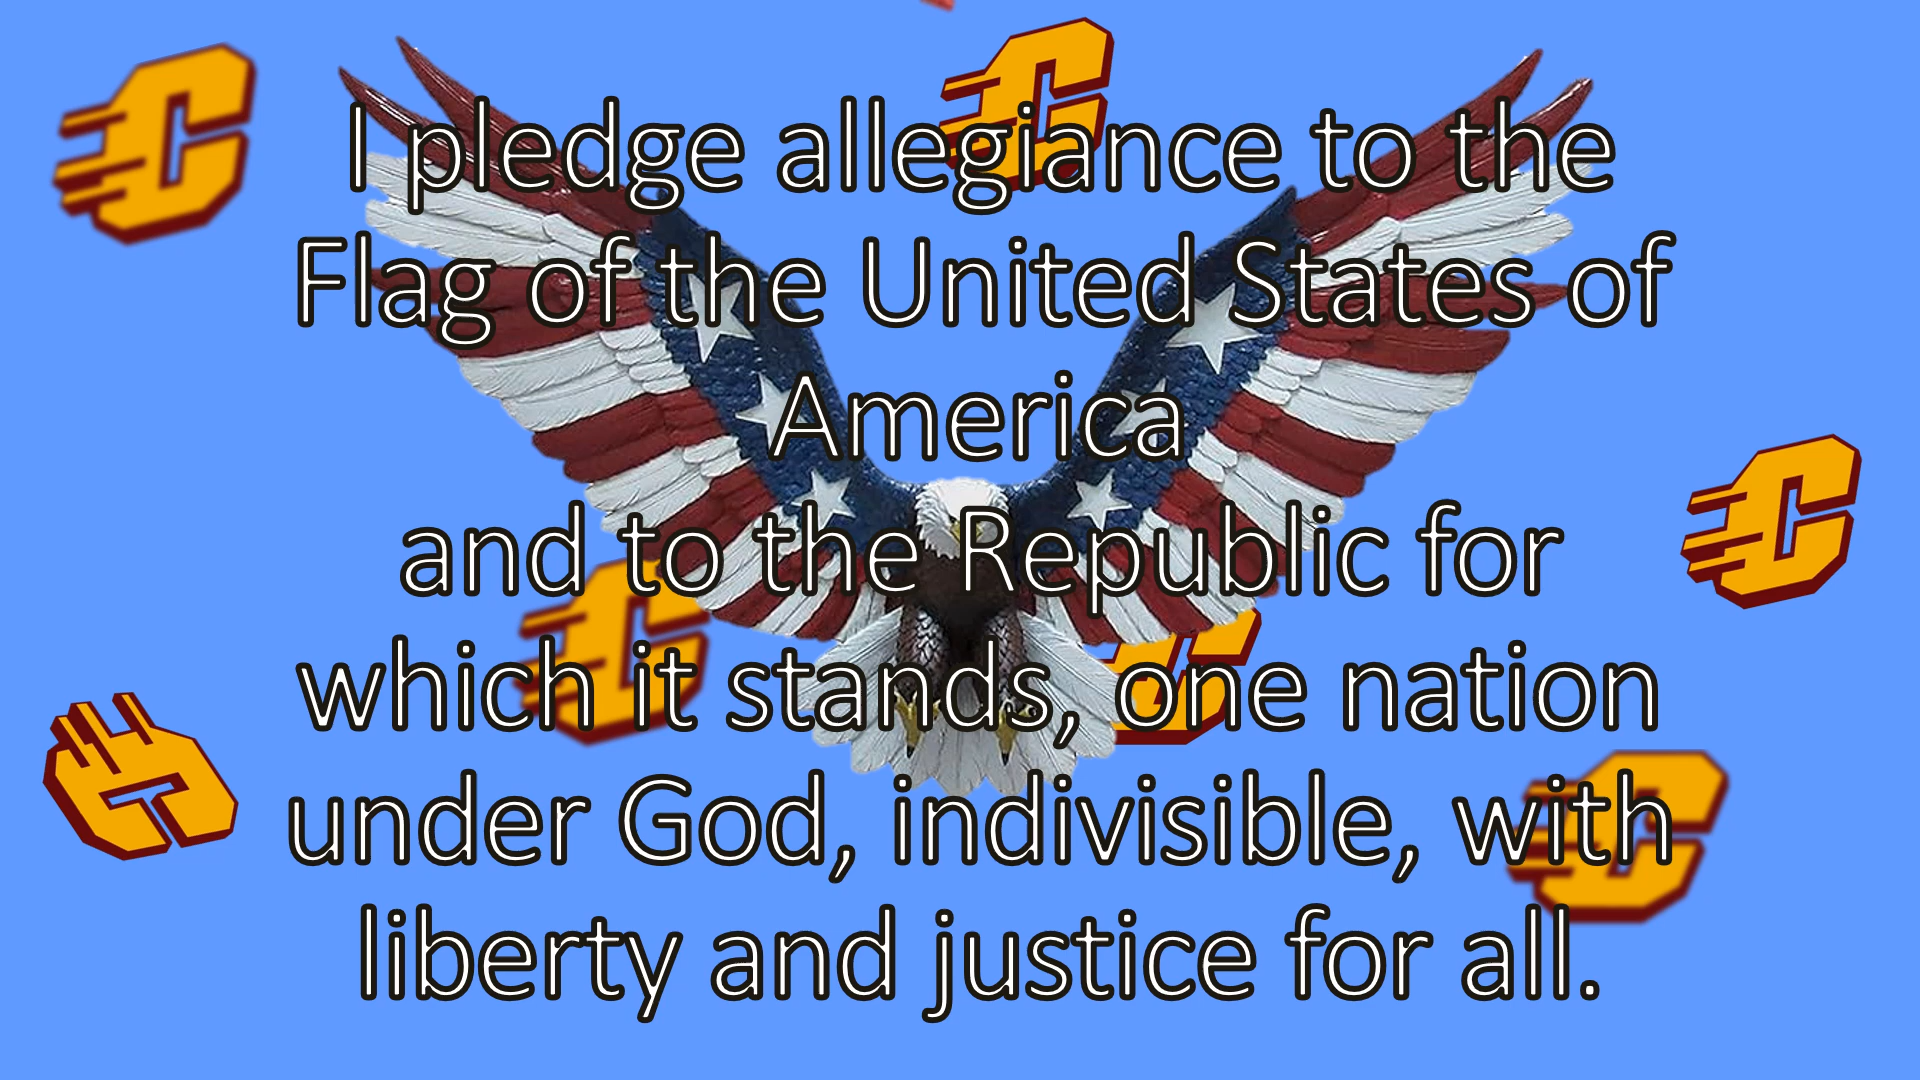 I pledge allegiance to the
Flag of the United States of
America
and to the Republic for
which it stands, one nation
under God, indivisible, with
liberty and justice for all.